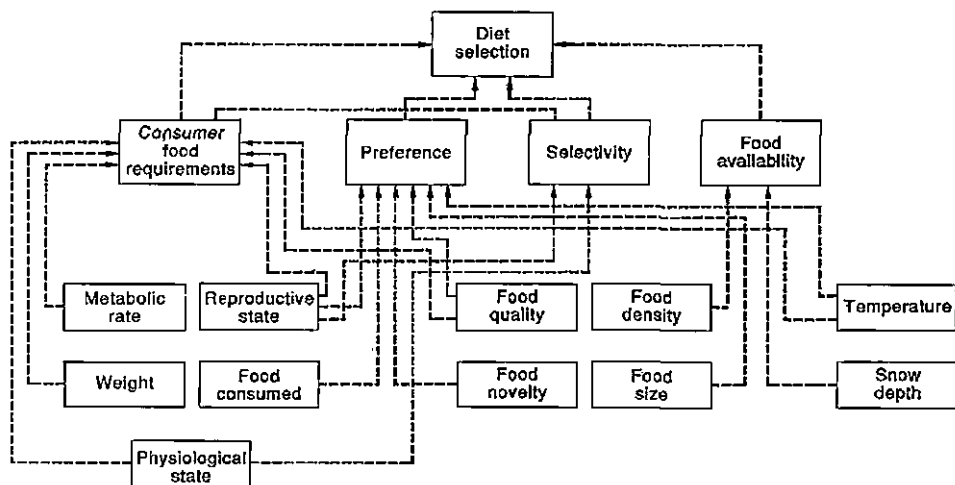 Diet
selection
Consumer
food
requirements
Preference
Selectivity
Food
availability
Metabolic
rate
Reproductive
state
Food
quality
Food
density
Temperature
Weight
Food
consumed
Food
novelty
Food
size
Snow
depth
Physiological
state